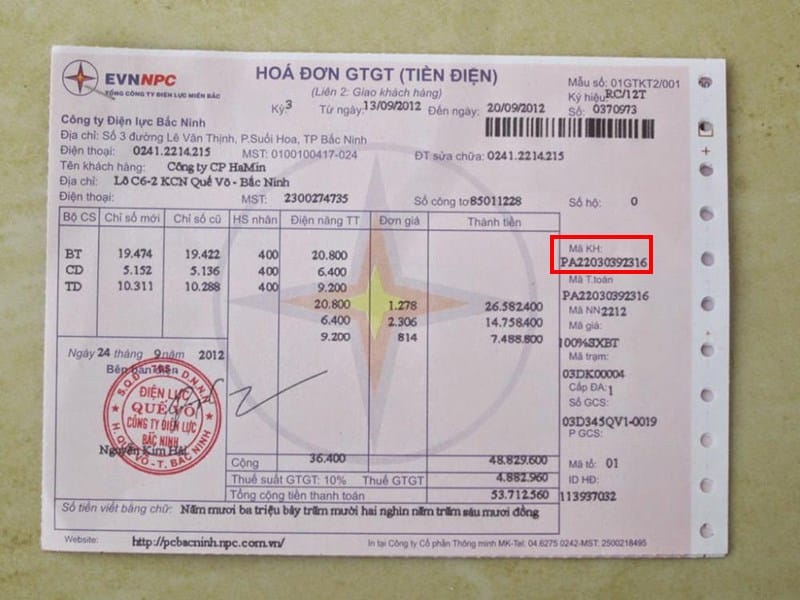 EVNNPC
TỔNG CÔNG TY ĐIỆN LỰC MIỀN BẮC
HOÁ ĐƠN GTGT (TIỀN ĐIỆN)
(Liên 2: Giao khách hàng)
Kỳ 3 Từ ngày: 13/09/2012 Đến ngày: 20/09/2012
Mẫu số: 01GTKT2/001
Ký hiệu RC/12T
Số: 0370973
Công ty Điện lực Bắc Ninh
Địa chỉ: Số 3 đường Lê Văn Thịnh, P.Suối Hoa, TP Bắc Ninh
Điện thoại: 0241.2214.215 MST: 0100100417-024 ĐT sửa chữa: 0241.2214.215
Tên khách hàng: Công ty CP HaMin
Địa chỉ: Lô C6-2 KCN Quế Võ - Bắc Ninh
Điện thoại: MST: 2300274735 Số công tơ 85011228 Số hộ: 0
Bộ CS Chỉ số mới Chỉ số cũ HS nhân Điện năng TT Đơn giá Thành tiền
BT 19.474 19.422 400 20.800
CD 5.152 5.136 400 6.400
TD 10.311 10.288 400 9.200
20.800 1.278 26.582.400
6.400 2.306 14.758.400
9.200 814 7.488.800
Mã KH:
PA22030392316
Mã T.toán
PA22030392316
Mã NN 2212
Mã giá:
100%SXBT
Mã trạm:
03DK00004
Cấp ĐA: 1
Số GCS:
03D345QV1-0019
P GCS:
Mã tổ: 01
ID HĐ:
113937032
Ngày 24 tháng 9 năm 2012
Bên bán điện
S.Đ.D.N.N.N
ĐIỆN LỰC
QUẾ VÕ
CÔNG TY ĐIỆN LỰC
BẮC NINH
H. QUẾ VÕ - T. BẮC NINH
Nguyễn Kim
Cộng 36.400 48.829.600
Thuế suất GTGT: 10% Thuế GTGT 4.882.960
Tổng cộng tiền thanh toán 53.712.560
Số tiền viết bằng chữ: Năm mươi ba triệu bảy trăm mười hai nghìn năm trăm sáu mươi đồng
Website: http://pcbacninh.npc.com.vn/ In tại Công ty Cổ phần Thông minh MK-Tel: 04.6275 0242-MST: 2500218495